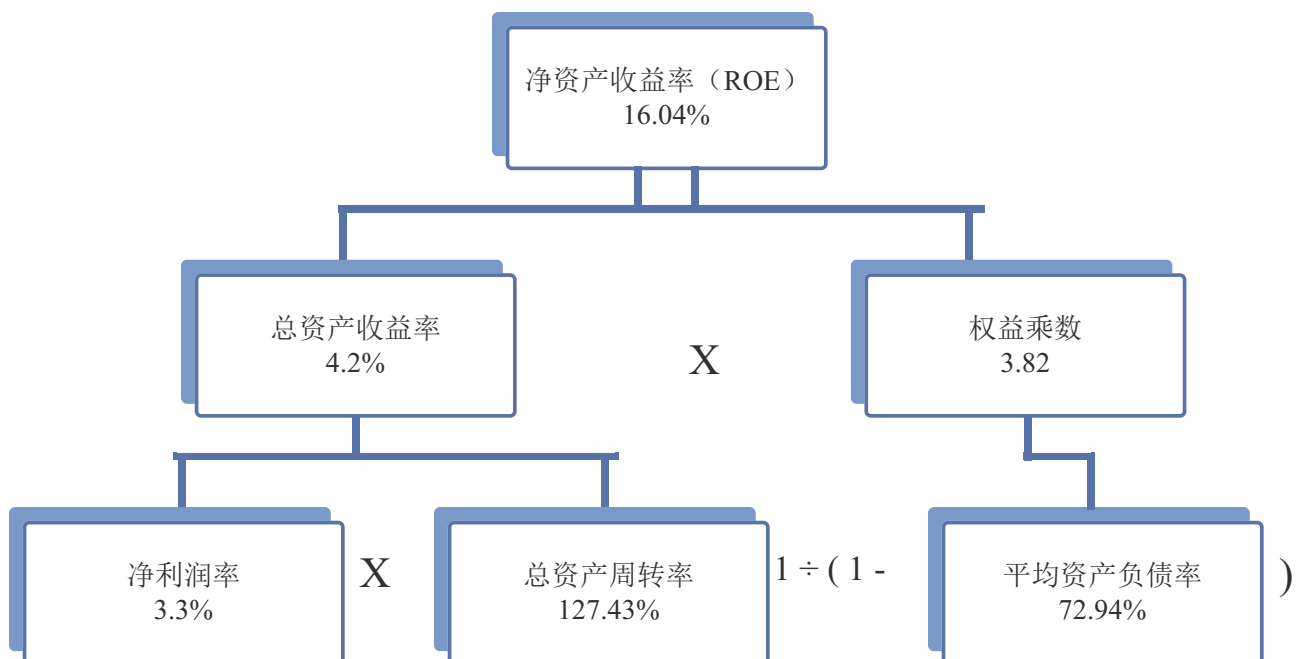 净资产收益率（ROE）
16.04%
总资产收益率
4.2%
X
权益乘数
3.82
净利润率
3.3%
X
总资产周转率
127.43%
1 ÷ ( 1 -
平均资产负债率
72.94%
)